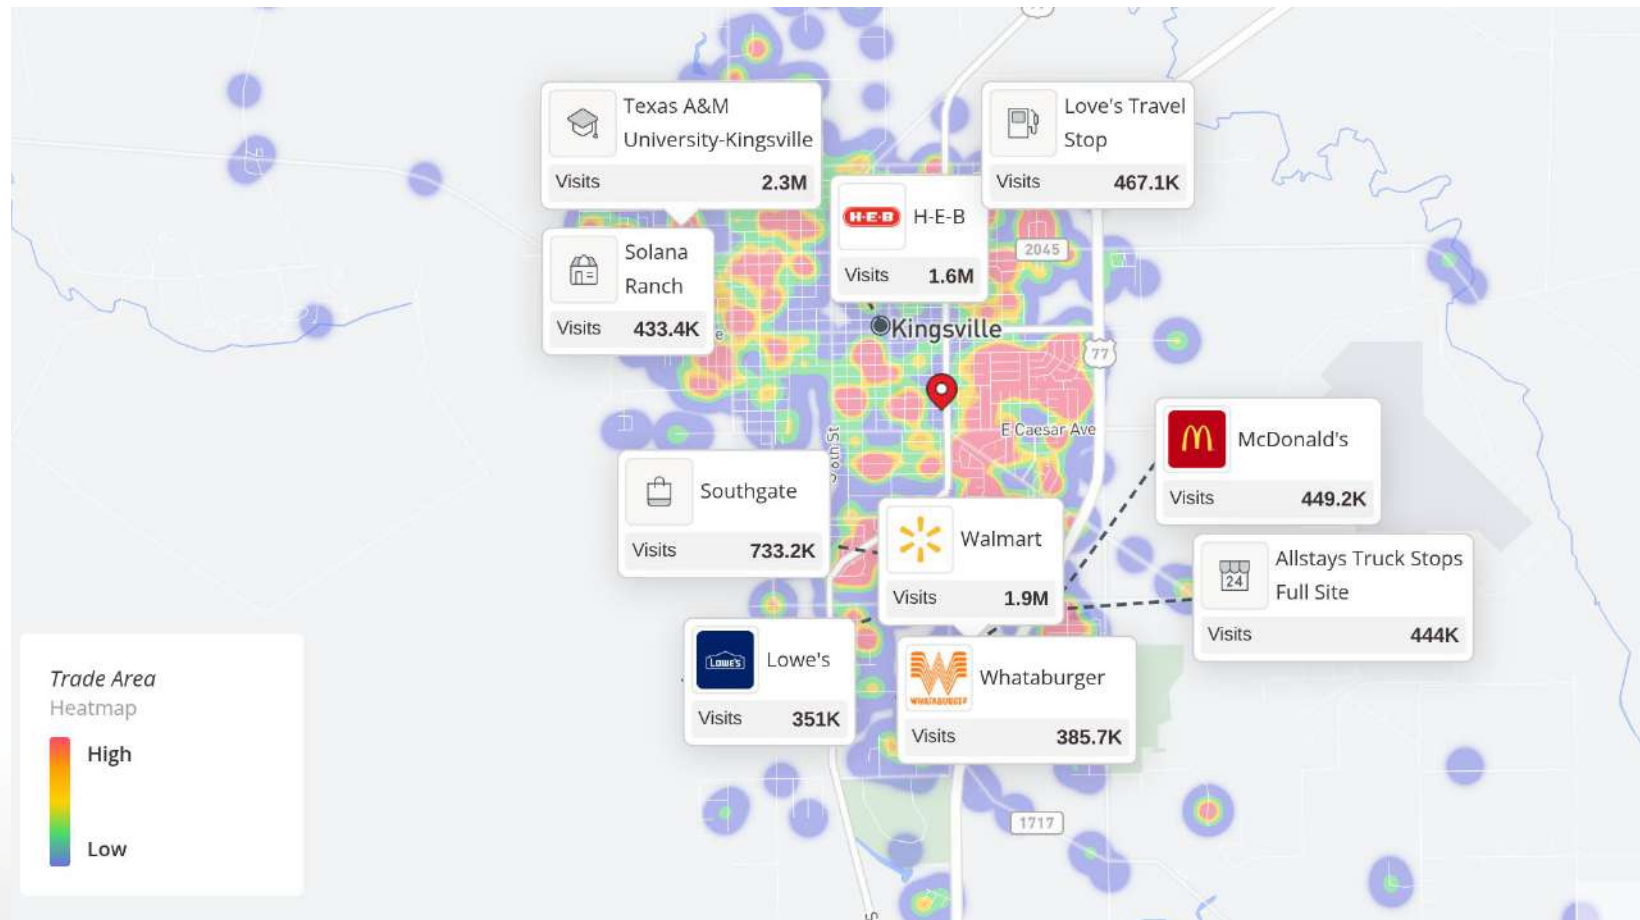 Texas A&M
University-Kingsville
Visits 2.3M
Love's Travel
Stop
Visits 467.1K
H-E-B
H-E-B
Visits 1.6M
Solana
Ranch
Visits 433.4K
2045
Kingsville
77
E Caesar Ave
McDonald's
Visits 449.2K
Southgate
Visits 733.2K
Walmart
Visits 1.9M
Allstays Truck Stops
Full Site
24
Visits 444K
LOWE'S
Lowe's
Visits 351K
WHATABURGER
Whataburger
Visits 385.7K
1717
Trade Area
Heatmap
High
Low